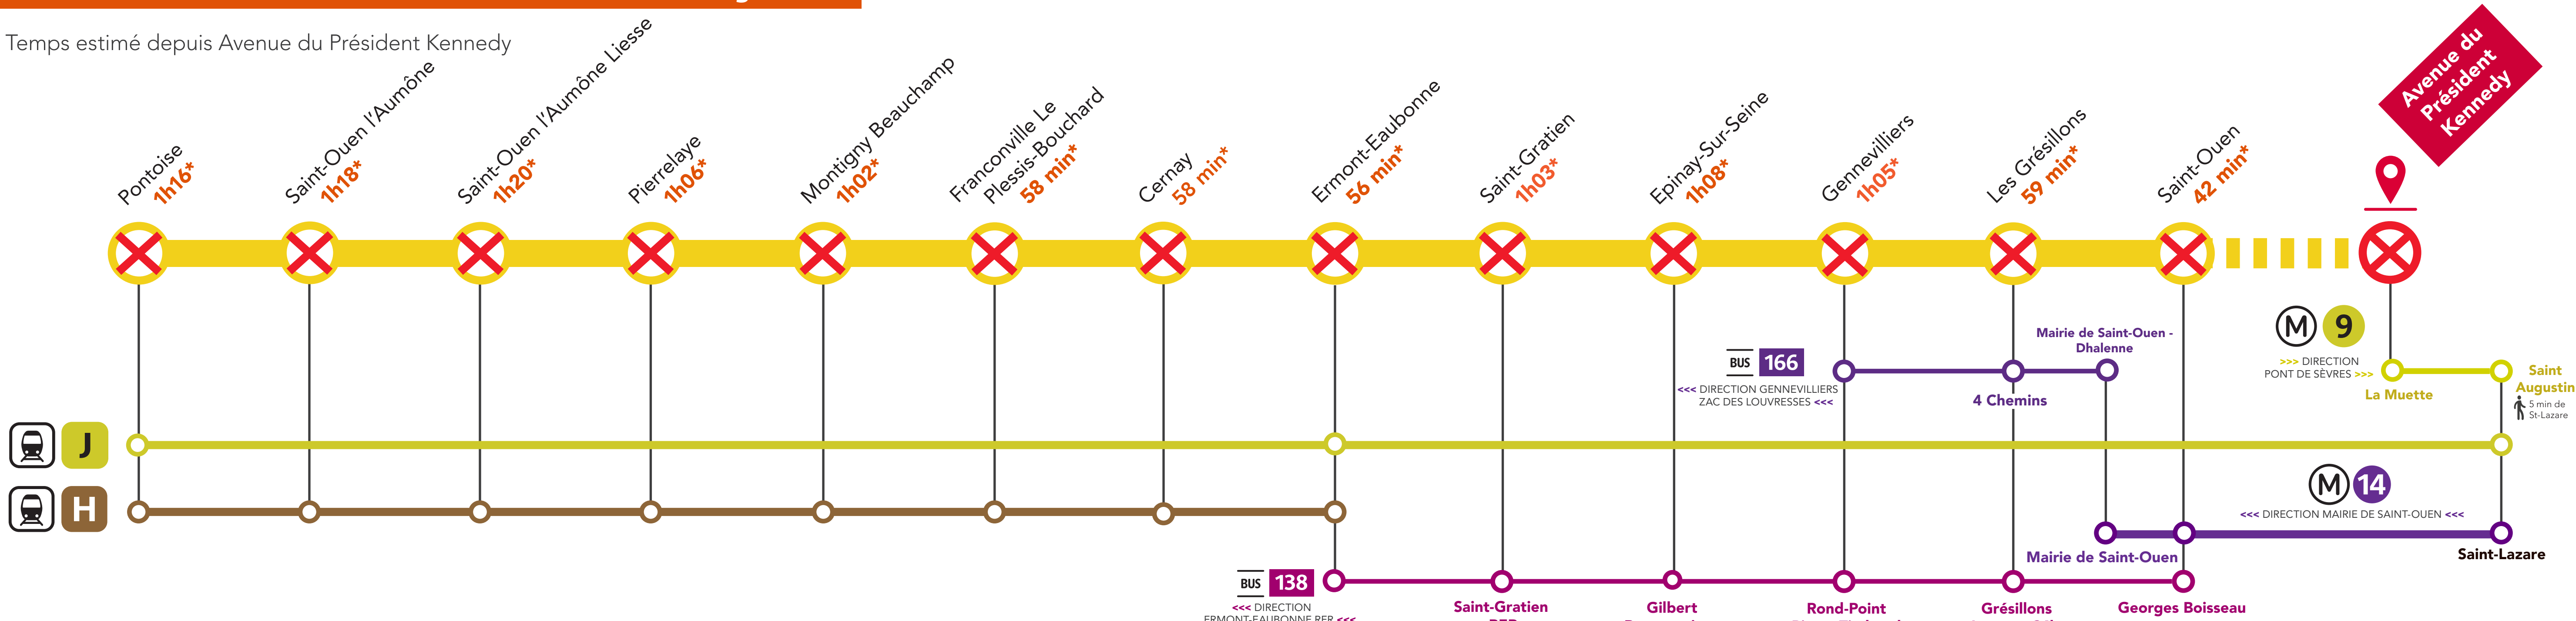 Temps estimé depuis Avenue du Président Kennedy
Pontoise
1h16*
Saint-Ouen l'Aumône
1h18*
Saint-Ouen l'Aumône Liesse
1h20*
Pierrelaye
1h06*
Montigny Beauchamp
1h02*
Franconville Le
Plessis-Bouchard
58 min*
Cernay
58 min*
Ermont-Eaubonne
56 min*
Saint-Gratien
1h03*
Epinay-Sur-Seine
1h08*
Gennevilliers
1h05*
Les Grésillons
59 min*
Saint-Ouen
42 min*
Avenue du
Président
Kennedy
M 9
>>> DIRECTION
PONT DE SÈVRES >>>
La Muette
Saint
Augustin
5 min de
St-Lazare
Mairie de Saint-Ouen -
Dhalenne
BUS 166
<<< DIRECTION GENNEVILLIERS
ZAC DES LOUVRESSES <<<
4 Chemins
J
H
M 14
<<< DIRECTION MAIRIE DE SAINT-OUEN <<<
Mairie de Saint-Ouen
Saint-Lazare
BUS 138
<<< DIRECTION
ERMONT-EAUBONNE RER <<<
Saint-Gratien
RER
Gilbert
Rond-Point
Grésillons
Georges Boisseau